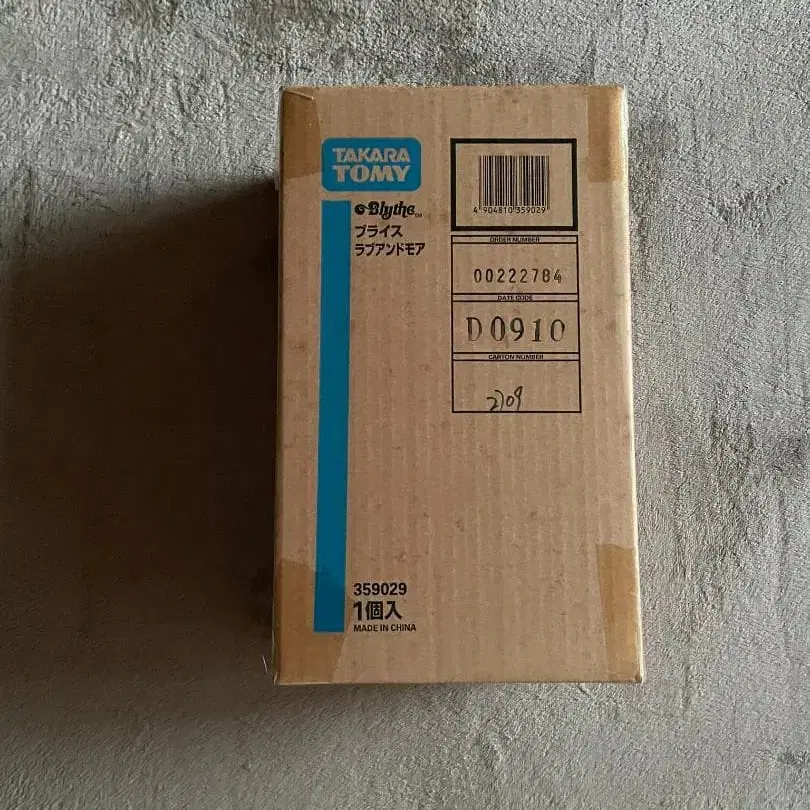 TAKARA
TOMY
Blythe™
ブライス
ラブアンドモア
4 904810 359029
ORDER NUMBER
00222784
DATE CODE
D0910
CARTON NUMBER
2709
359029
1個入
MADE IN CHINA